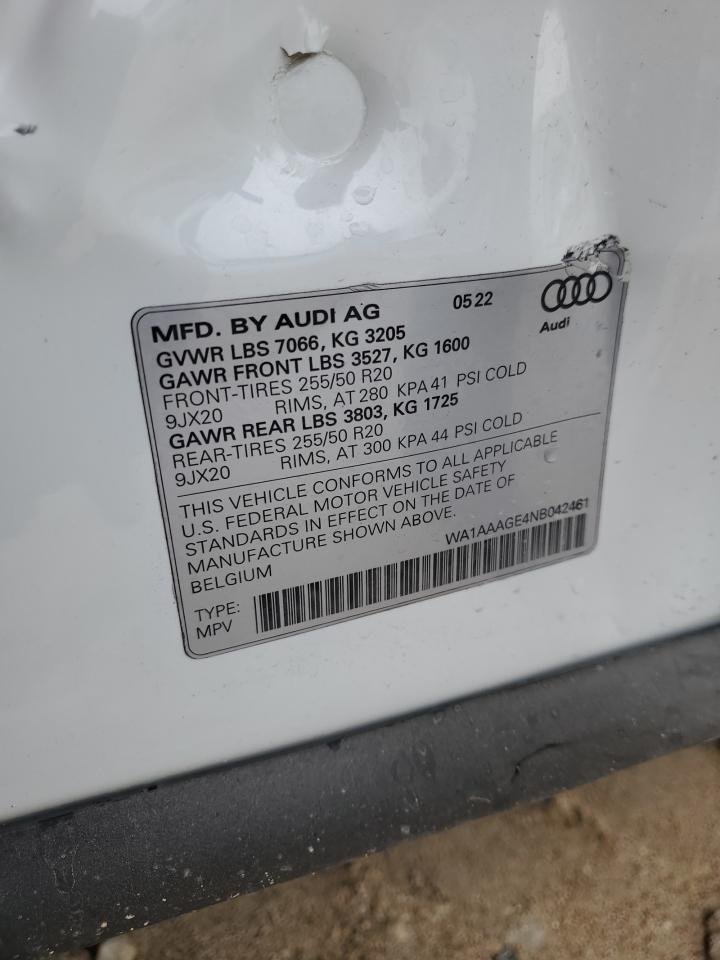 MFD. BY AUDI AG 05 22
Audi
GVWR LBS 7066, KG 3205
GAWR FRONT LBS 3527, KG 1600
FRONT-TIRES 255/50 R20
9JX20 RIMS, AT 280 KPA 41 PSI COLD
GAWR REAR LBS 3803, KG 1725
REAR-TIRES 255/50 R20
9JX20 RIMS, AT 300 KPA 44 PSI COLD
THIS VEHICLE CONFORMS TO ALL APPLICABLE
U.S. FEDERAL MOTOR VEHICLE SAFETY
STANDARDS IN EFFECT ON THE DATE OF
MANUFACTURE SHOWN ABOVE.
BELGIUM
WA1AAAGE4NB042461
TYPE:
MPV